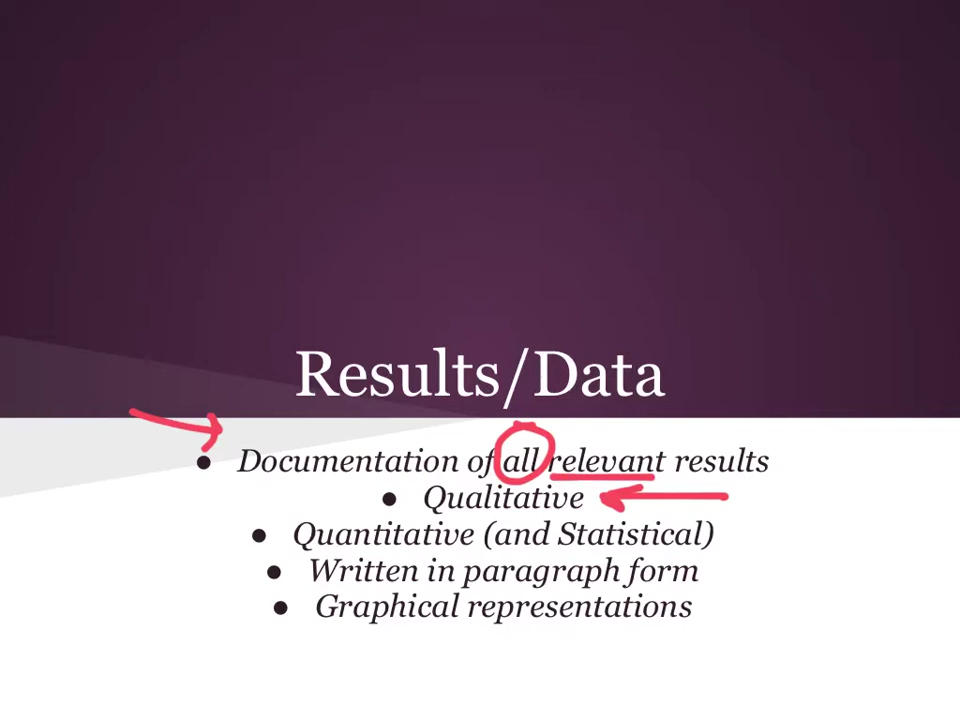 Results/Data
● Documentation of all relevant results
● Qualitative
● Quantitative (and Statistical)
● Written in paragraph form
● Graphical representations